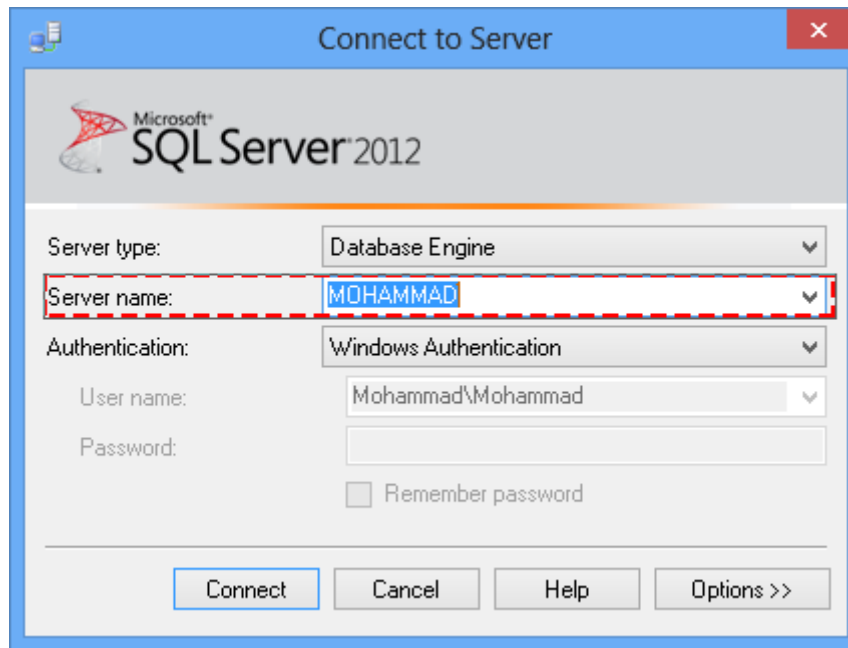 Connect to Server
Microsoft®
SQL Server® 2012
Server type: Database Engine
Server name: MOHAMMAD
Authentication: Windows Authentication
User name: Mohammad\Mohammad
Password:
Remember password
Connect Cancel Help Options >>